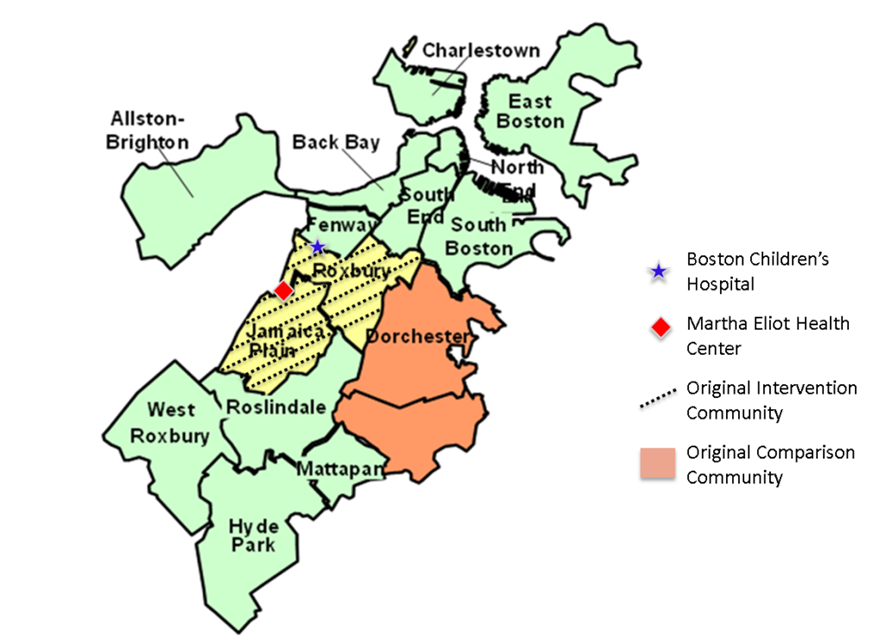 Charlestown
East
Boston
Allston-
Brighton
Back Bay
North
End
South
End
Fenway
South
Boston
Roxbury
Jamaica
Plain
Dorchester
West
Roxbury
Roslindale
Mattapan
Hyde
Park
Boston Children's
Hospital
Martha Eliot Health
Center
Original Intervention
Community
Original Comparison
Community